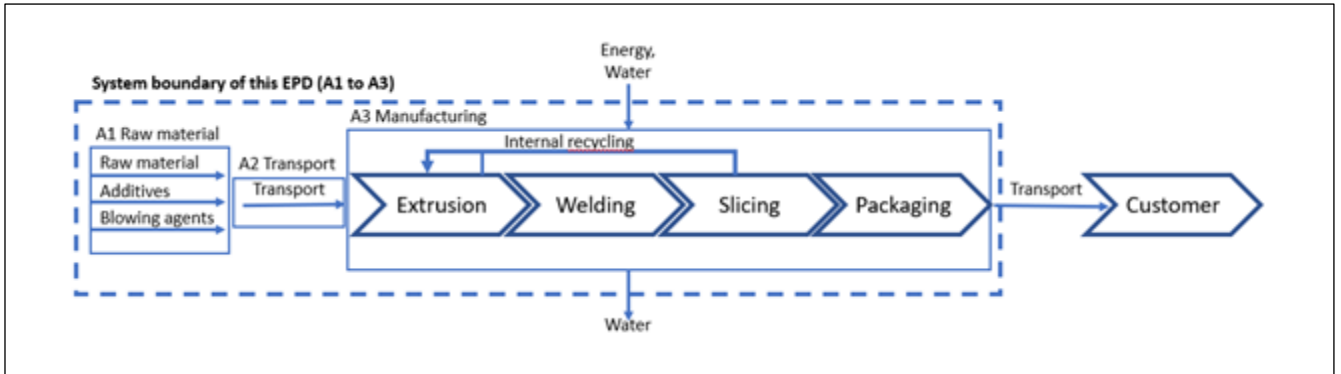 Energy,
Water
System boundary of this EPD (A1 to A3)
A3 Manufacturing
A1 Raw material
Internal recycling
Raw material
A2 Transport
Additives
Transport
Transport
Blowing agents
Extrusion
Welding
Slicing
Packaging
Customer
Water